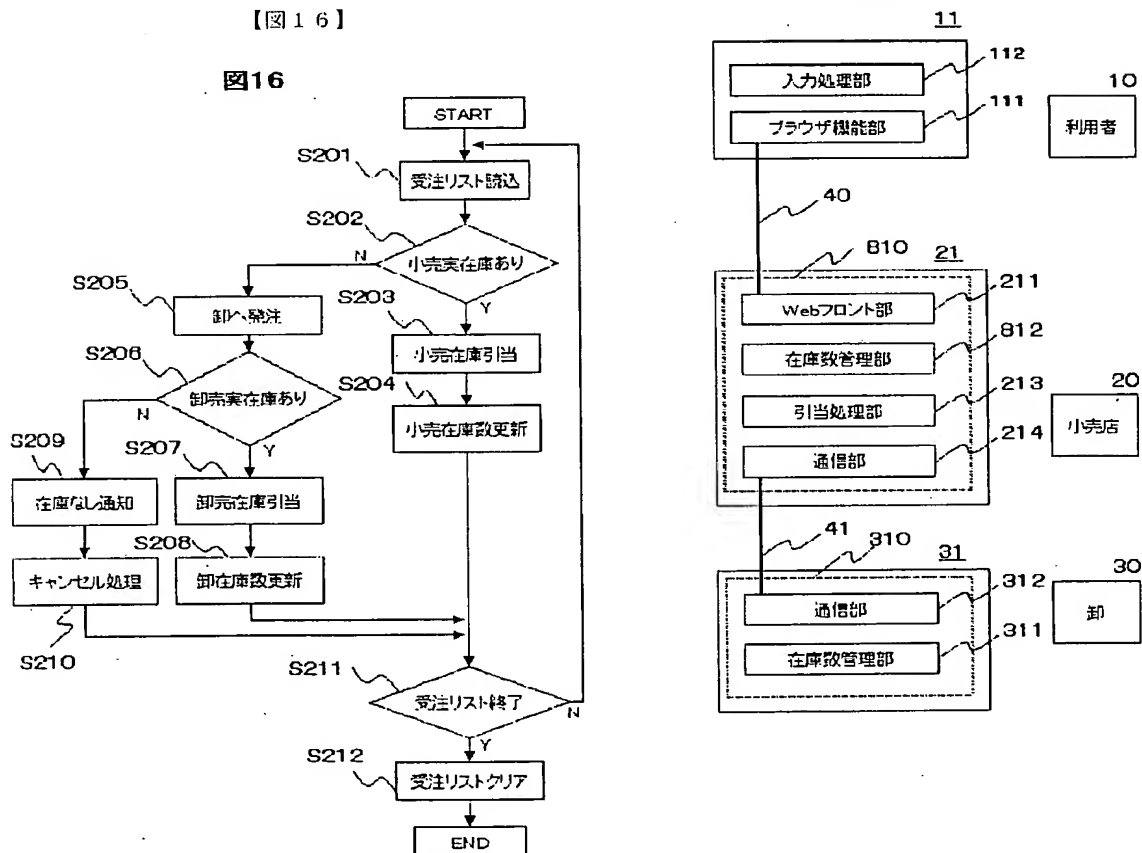 【図16】
図16
START
S201
受注リスト読込
S202
小売実在庫あり
N
Y
S205
卸へ発注
S203
小売在庫引当
S206
卸売実在庫あり
N
Y
S204
小売在庫数更新
S209
在庫なし通知
S207
卸売在庫引当
S208
卸在庫数更新
キャンセル処理
S210
S211
受注リスト終了
N
Y
S212
受注リストクリア
END
11
112
入力処理部
111
ブラウザ機能部
10
利用者
40
810
21
211
Webフロント部
812
在庫数管理部
213
引当処理部
214
通信部
20
小売店
41
310
31
312
通信部
311
在庫数管理部
30
卸